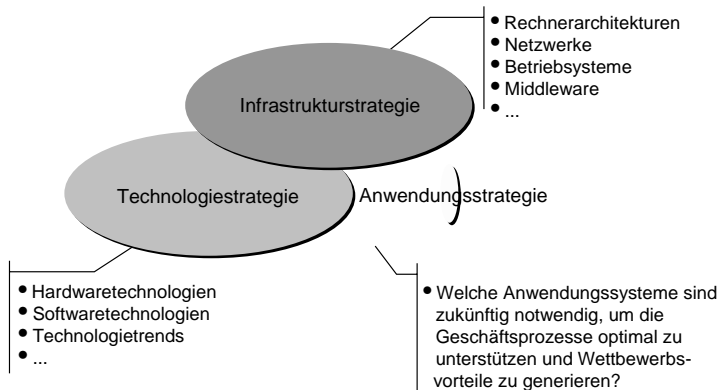 • Rechnerarchitekturen
• Netzwerke
• Betriebsysteme
• Middleware
• ...
Infrastrukturstrategie
Technologiestrategie
Anwendungsstrategie
• Hardwaretechnologien
• Softwaretechnologien
• Technologietrends
• ...
• Welche Anwendungssysteme sind
zukünftig notwendig, um die
Geschäftsprozesse optimal zu
unterstützen und Wettbewerbs-
vorteile zu generieren?